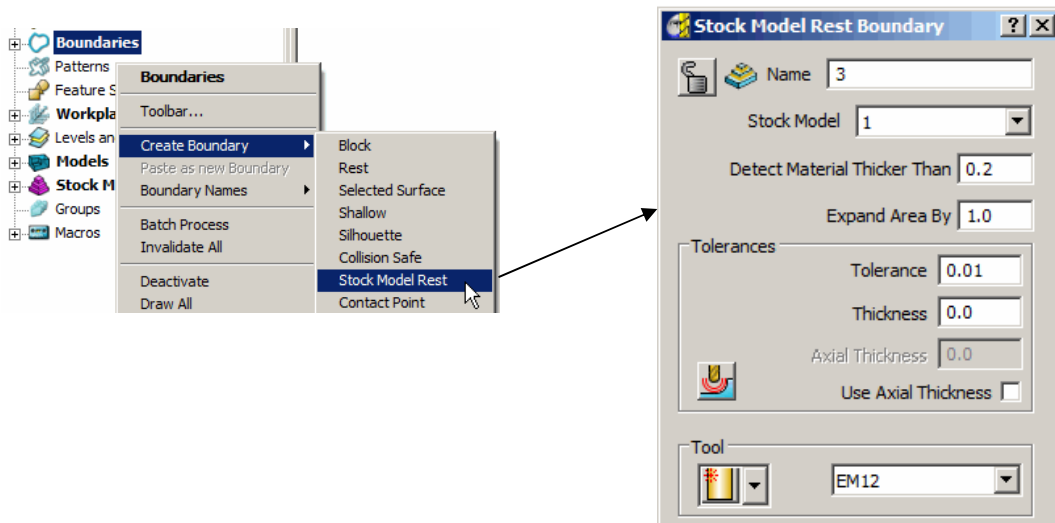 Boundaries
Patterns
Feature S
Workpla
Levels an
Models
Stock M
Groups
Macros
Boundaries
Toolbar...
Create Boundary
Paste as new Boundary
Boundary Names
Batch Process
Invalidate All
Deactivate
Draw All
Block
Rest
Selected Surface
Shallow
Silhouette
Collision Safe
Stock Model Rest
Contact Point
Stock Model Rest Boundary
Name 3
Stock Model 1
Detect Material Thicker Than 0.2
Expand Area By 1.0
Tolerances
Tolerance 0.01
Thickness 0.0
Axial Thickness 0.0
Use Axial Thickness
Tool
EM12